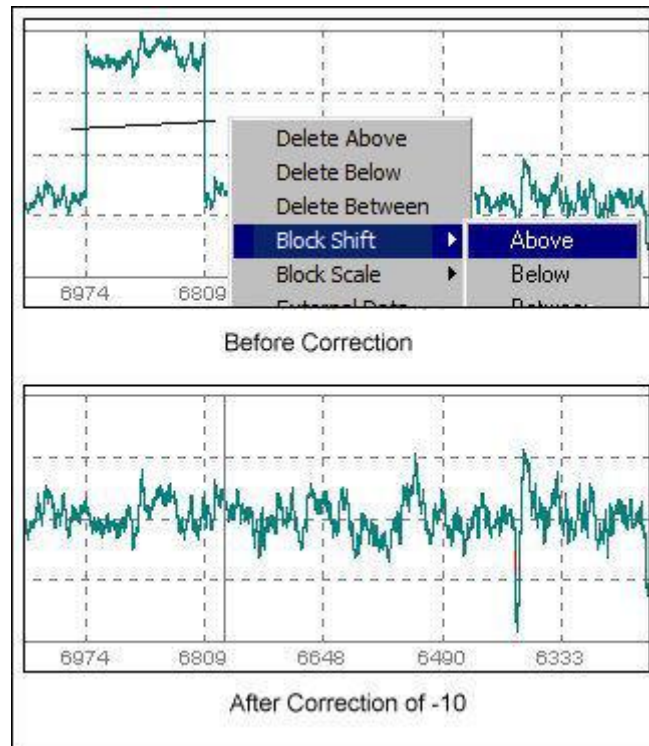 Delete Above
Delete Below
Delete Between
Block Shift Above
Block Scale Below
6974 6809
Before Correction
6974 6809 6648 6490 6333
After Correction of -10